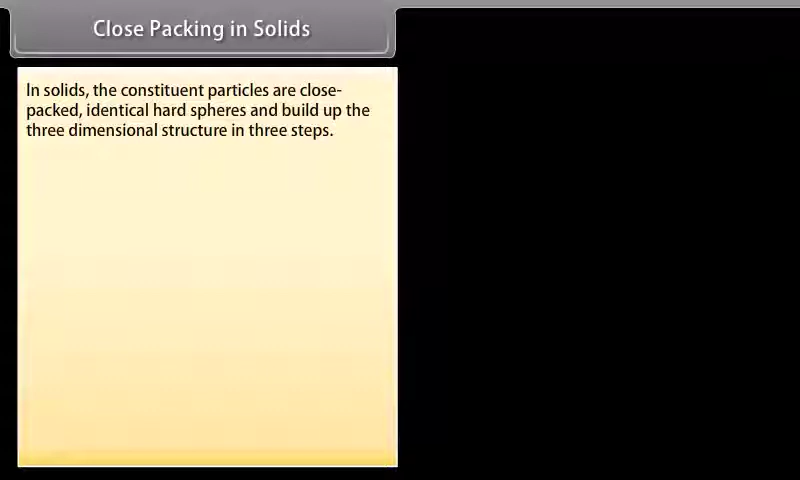 Close Packing in Solids
In solids, the constituent particles are close-
packed, identical hard spheres and build up the
three dimensional structure in three steps.